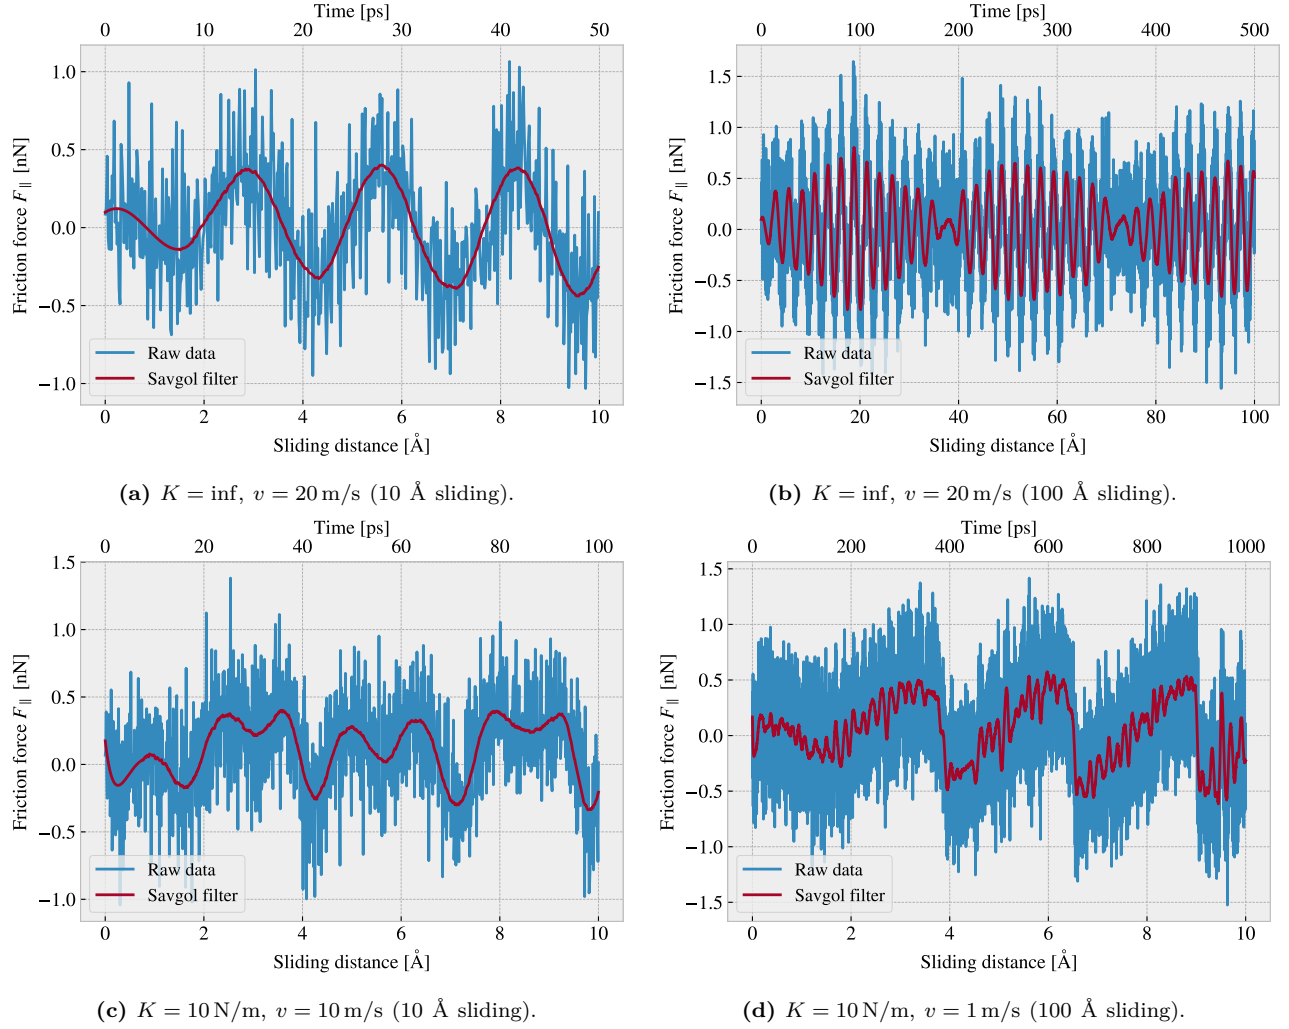 Time [ps]
0 10 20 30 40 50
1.0
0.5
0.0
−0.5
−1.0
Friction force F∥ [nN]
Raw data
Savgol filter
0 2 4 6 8 10
Sliding distance [Å]
(a) K = inf, v = 20 m/s (10 Å sliding).
Time [ps]
0 100 200 300 400 500
1.5
1.0
0.5
0.0
−0.5
−1.0
−1.5
Friction force F∥ [nN]
Raw data
Savgol filter
0 20 40 60 80 100
Sliding distance [Å]
(b) K = inf, v = 20 m/s (100 Å sliding).
Time [ps]
0 20 40 60 80 100
1.5
1.0
0.5
0.0
−0.5
−1.0
Friction force F∥ [nN]
Raw data
Savgol filter
0 2 4 6 8 10
Sliding distance [Å]
(c) K = 10 N/m, v = 10 m/s (10 Å sliding).
Time [ps]
0 200 400 600 800 1000
1.5
1.0
0.5
0.0
−0.5
−1.0
−1.5
Friction force F∥ [nN]
Raw data
Savgol filter
0 2 4 6 8 10
Sliding distance [Å]
(d) K = 10 N/m, v = 1 m/s (100 Å sliding).